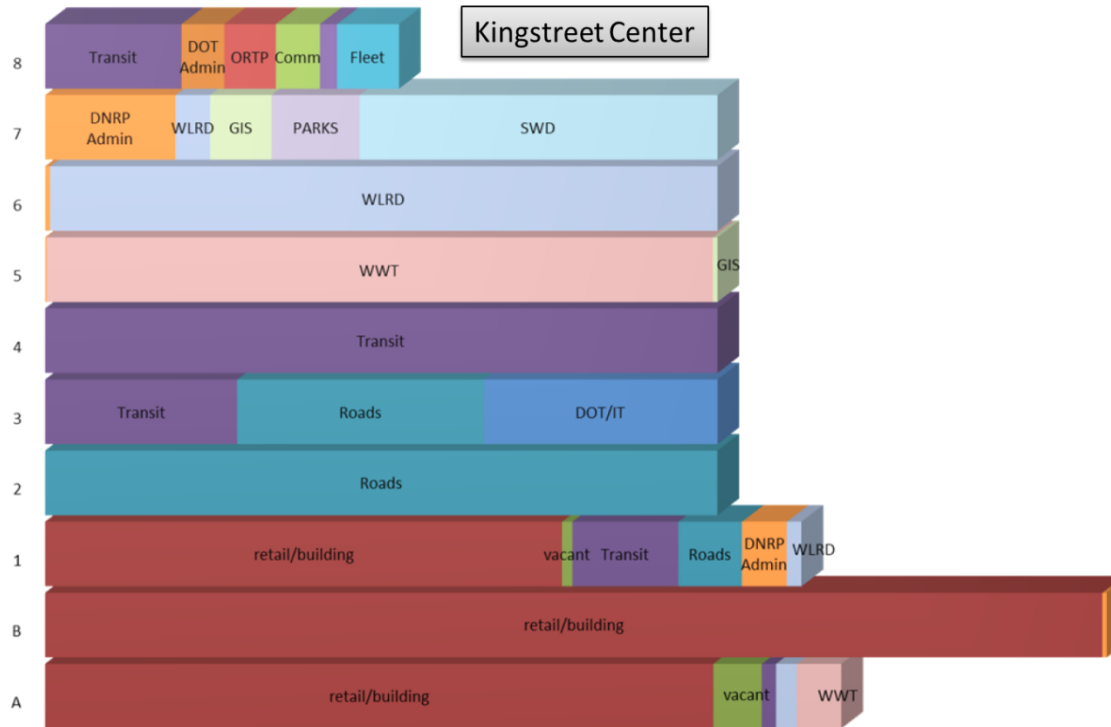 Kingstreet Center
8
Transit
DOT
Admin
ORTP
Comm
Fleet
7
DNRP
Admin
WLRD
GIS
PARKS
SWD
6
WLRD
5
WWT
GIS
4
Transit
3
Transit
Roads
DOT/IT
2
Roads
1
retail/building
vacant
Transit
Roads
DNRP
Admin
WLRD
B
retail/building
A
retail/building
vacant
WWT